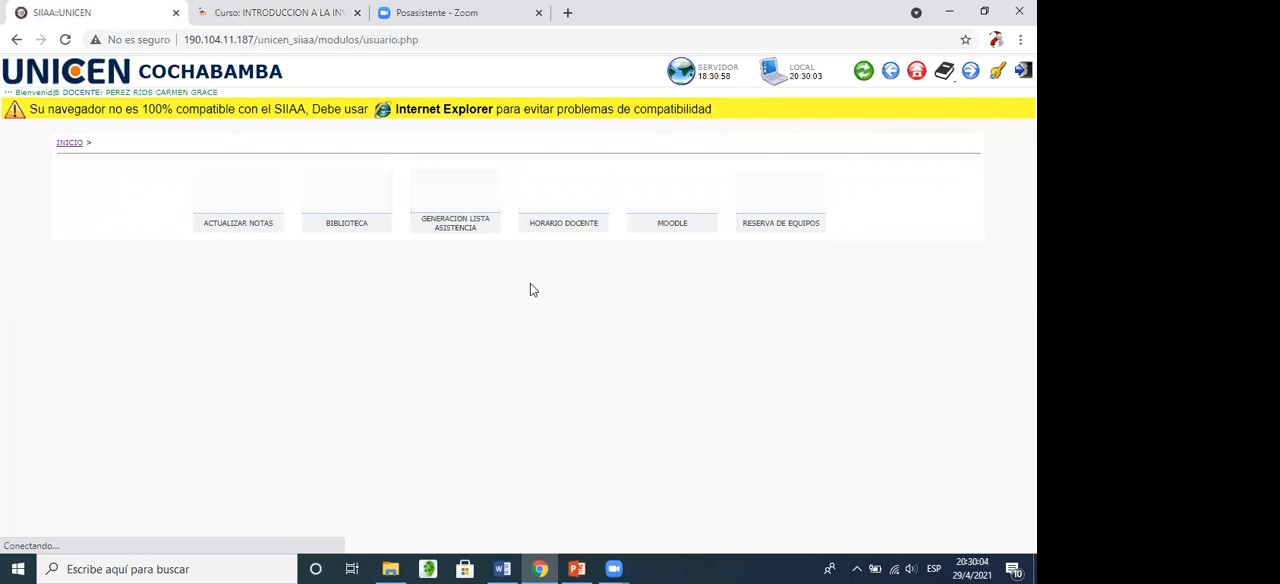 SIIAA::UNICEN
Curso: INTRODUCCION A LA INV
Posasistente - Zoom
No es seguro
190.104.11.187/unicen_siiaa/modulos/usuario.php
UNICEN COCHABAMBA
SERVIDOR
18:30:58
LOCAL
20:30:03
Bienvenid@ DOCENTE: PEREZ RIOS CARMEN GRACE
Su navegador no es 100% compatible con el SIIAA, Debe usar Internet Explorer para evitar problemas de compatibilidad
INICIO >
ACTUALIZAR NOTAS
BIBLIOTECA
GENERACION LISTA
ASISTENCIA
HORARIO DOCENTE
MOODLE
RESERVA DE EQUIPOS
Conectando...
Escribe aquí para buscar
ESP
20:30:04
29/4/2021
10